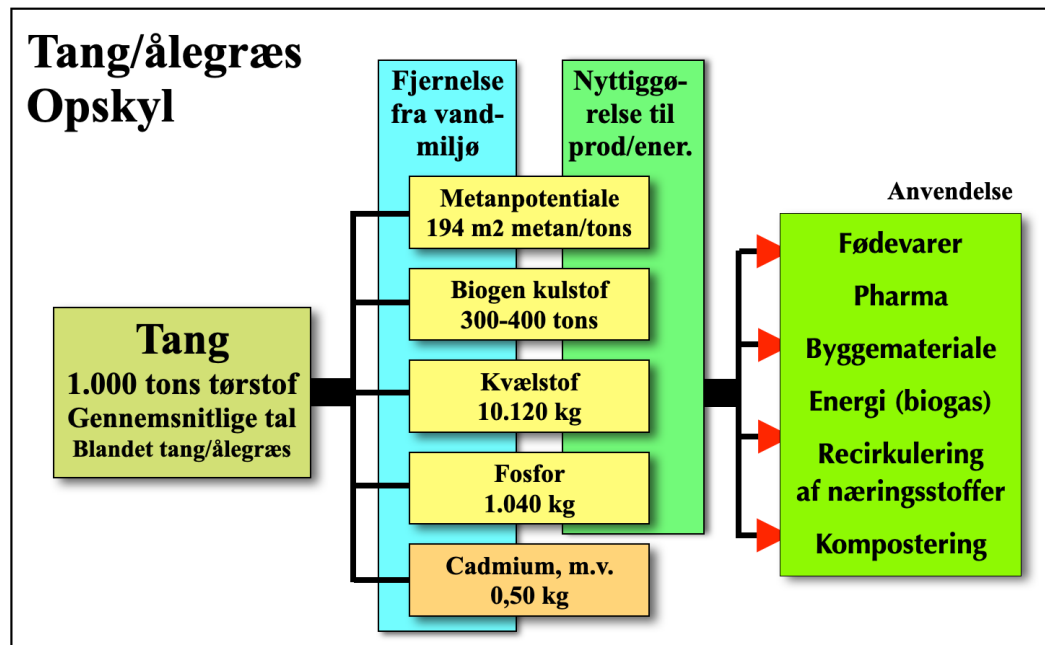 Tang/ålegræs
Opskyl
Fjernelse
fra vand-
miljø
Nyttiggø-
relse til
prod/ener.
Tang
1.000 tons tørstof
Gennemsnitlige tal
Blandet tang/ålegræs
Metanpotentiale
194 m2 metan/tons
Biogen kulstof
300-400 tons
Kvælstof
10.120 kg
Fosfor
1.040 kg
Cadmium, m.v.
0,50 kg
Anvendelse
Fødevarer
Pharma
Byggemateriale
Energi (biogas)
Recirkulering
af næringsstoffer
Kompostering